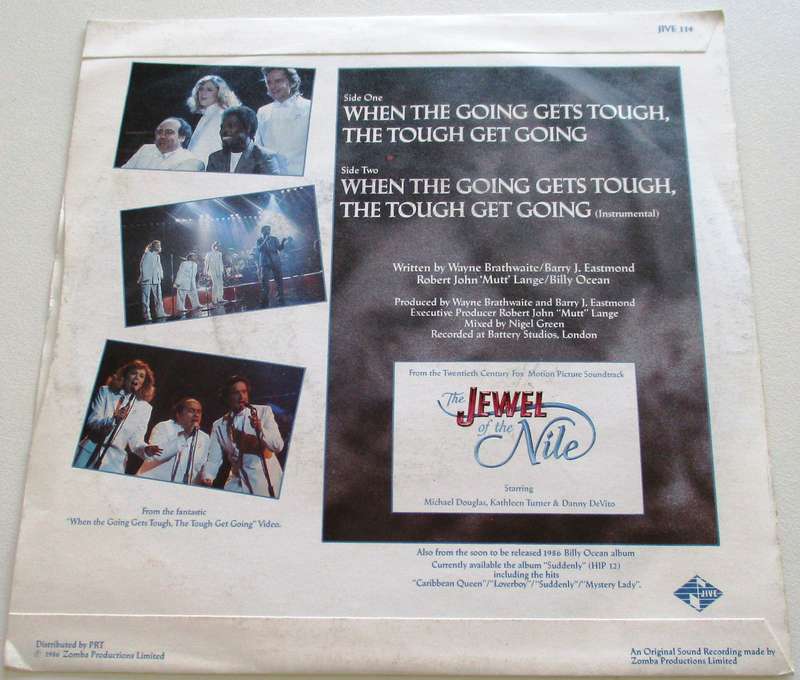 JIVE 114
Side One
WHEN THE GOING GETS TOUGH,
THE TOUGH GET GOING
Side Two
WHEN THE GOING GETS TOUGH,
THE TOUGH GET GOING (Instrumental)
Written by Wayne Brathwaite/Barry J. Eastmond
Robert John 'Mutt' Lange/Billy Ocean
Produced by Wayne Brathwaite and Barry J. Eastmond
Executive Producer Robert John "Mutt" Lange
Mixed by Nigel Green
Recorded at Battery Studios, London
From the Twentieth Century Fox Motion Picture Soundtrack
The JEWEL
of the Nile
Starring
Michael Douglas, Kathleen Turner & Danny DeVito
From the fantastic
"When the Going Gets Tough, The Tough Get Going" Video.
Also from the soon to be released 1986 Billy Ocean album
Currently available the album "Suddenly" (HIP 12)
including the hits
"Caribbean Queen"/"Loverboy"/"Suddenly"/"Mystery Lady".
JIVE
Distributed by PRT
℗ 1986 Zomba Productions Limited
An Original Sound Recording made by
Zomba Productions Limited